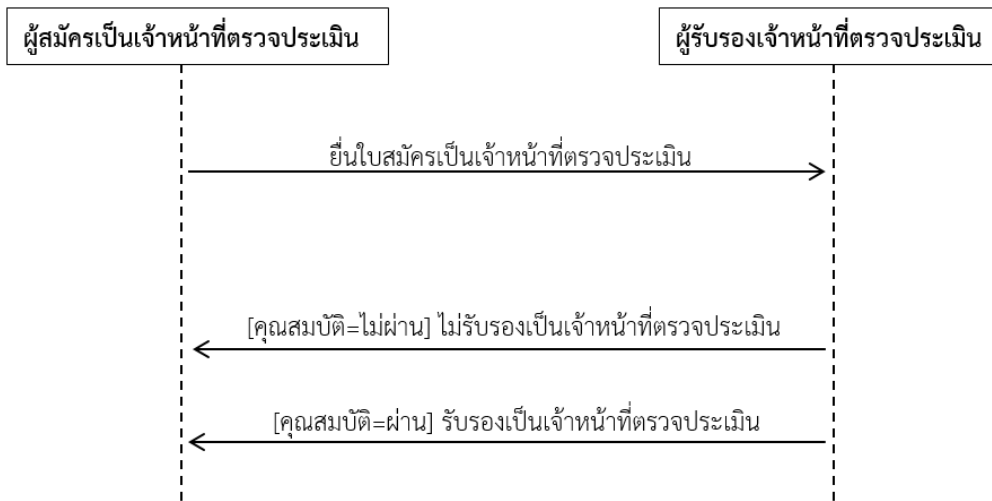 ผู้สมัครเป็นเจ้าหน้าที่ตรวจประเมิน
ผู้รับรองเจ้าหน้าที่ตรวจประเมิน
ยื่นใบสมัครเป็นเจ้าหน้าที่ตรวจประเมิน
[คุณสมบัติ=ไม่ผ่าน] ไม่รับรองเป็นเจ้าหน้าที่ตรวจประเมิน
[คุณสมบัติ=ผ่าน] รับรองเป็นเจ้าหน้าที่ตรวจประเมิน